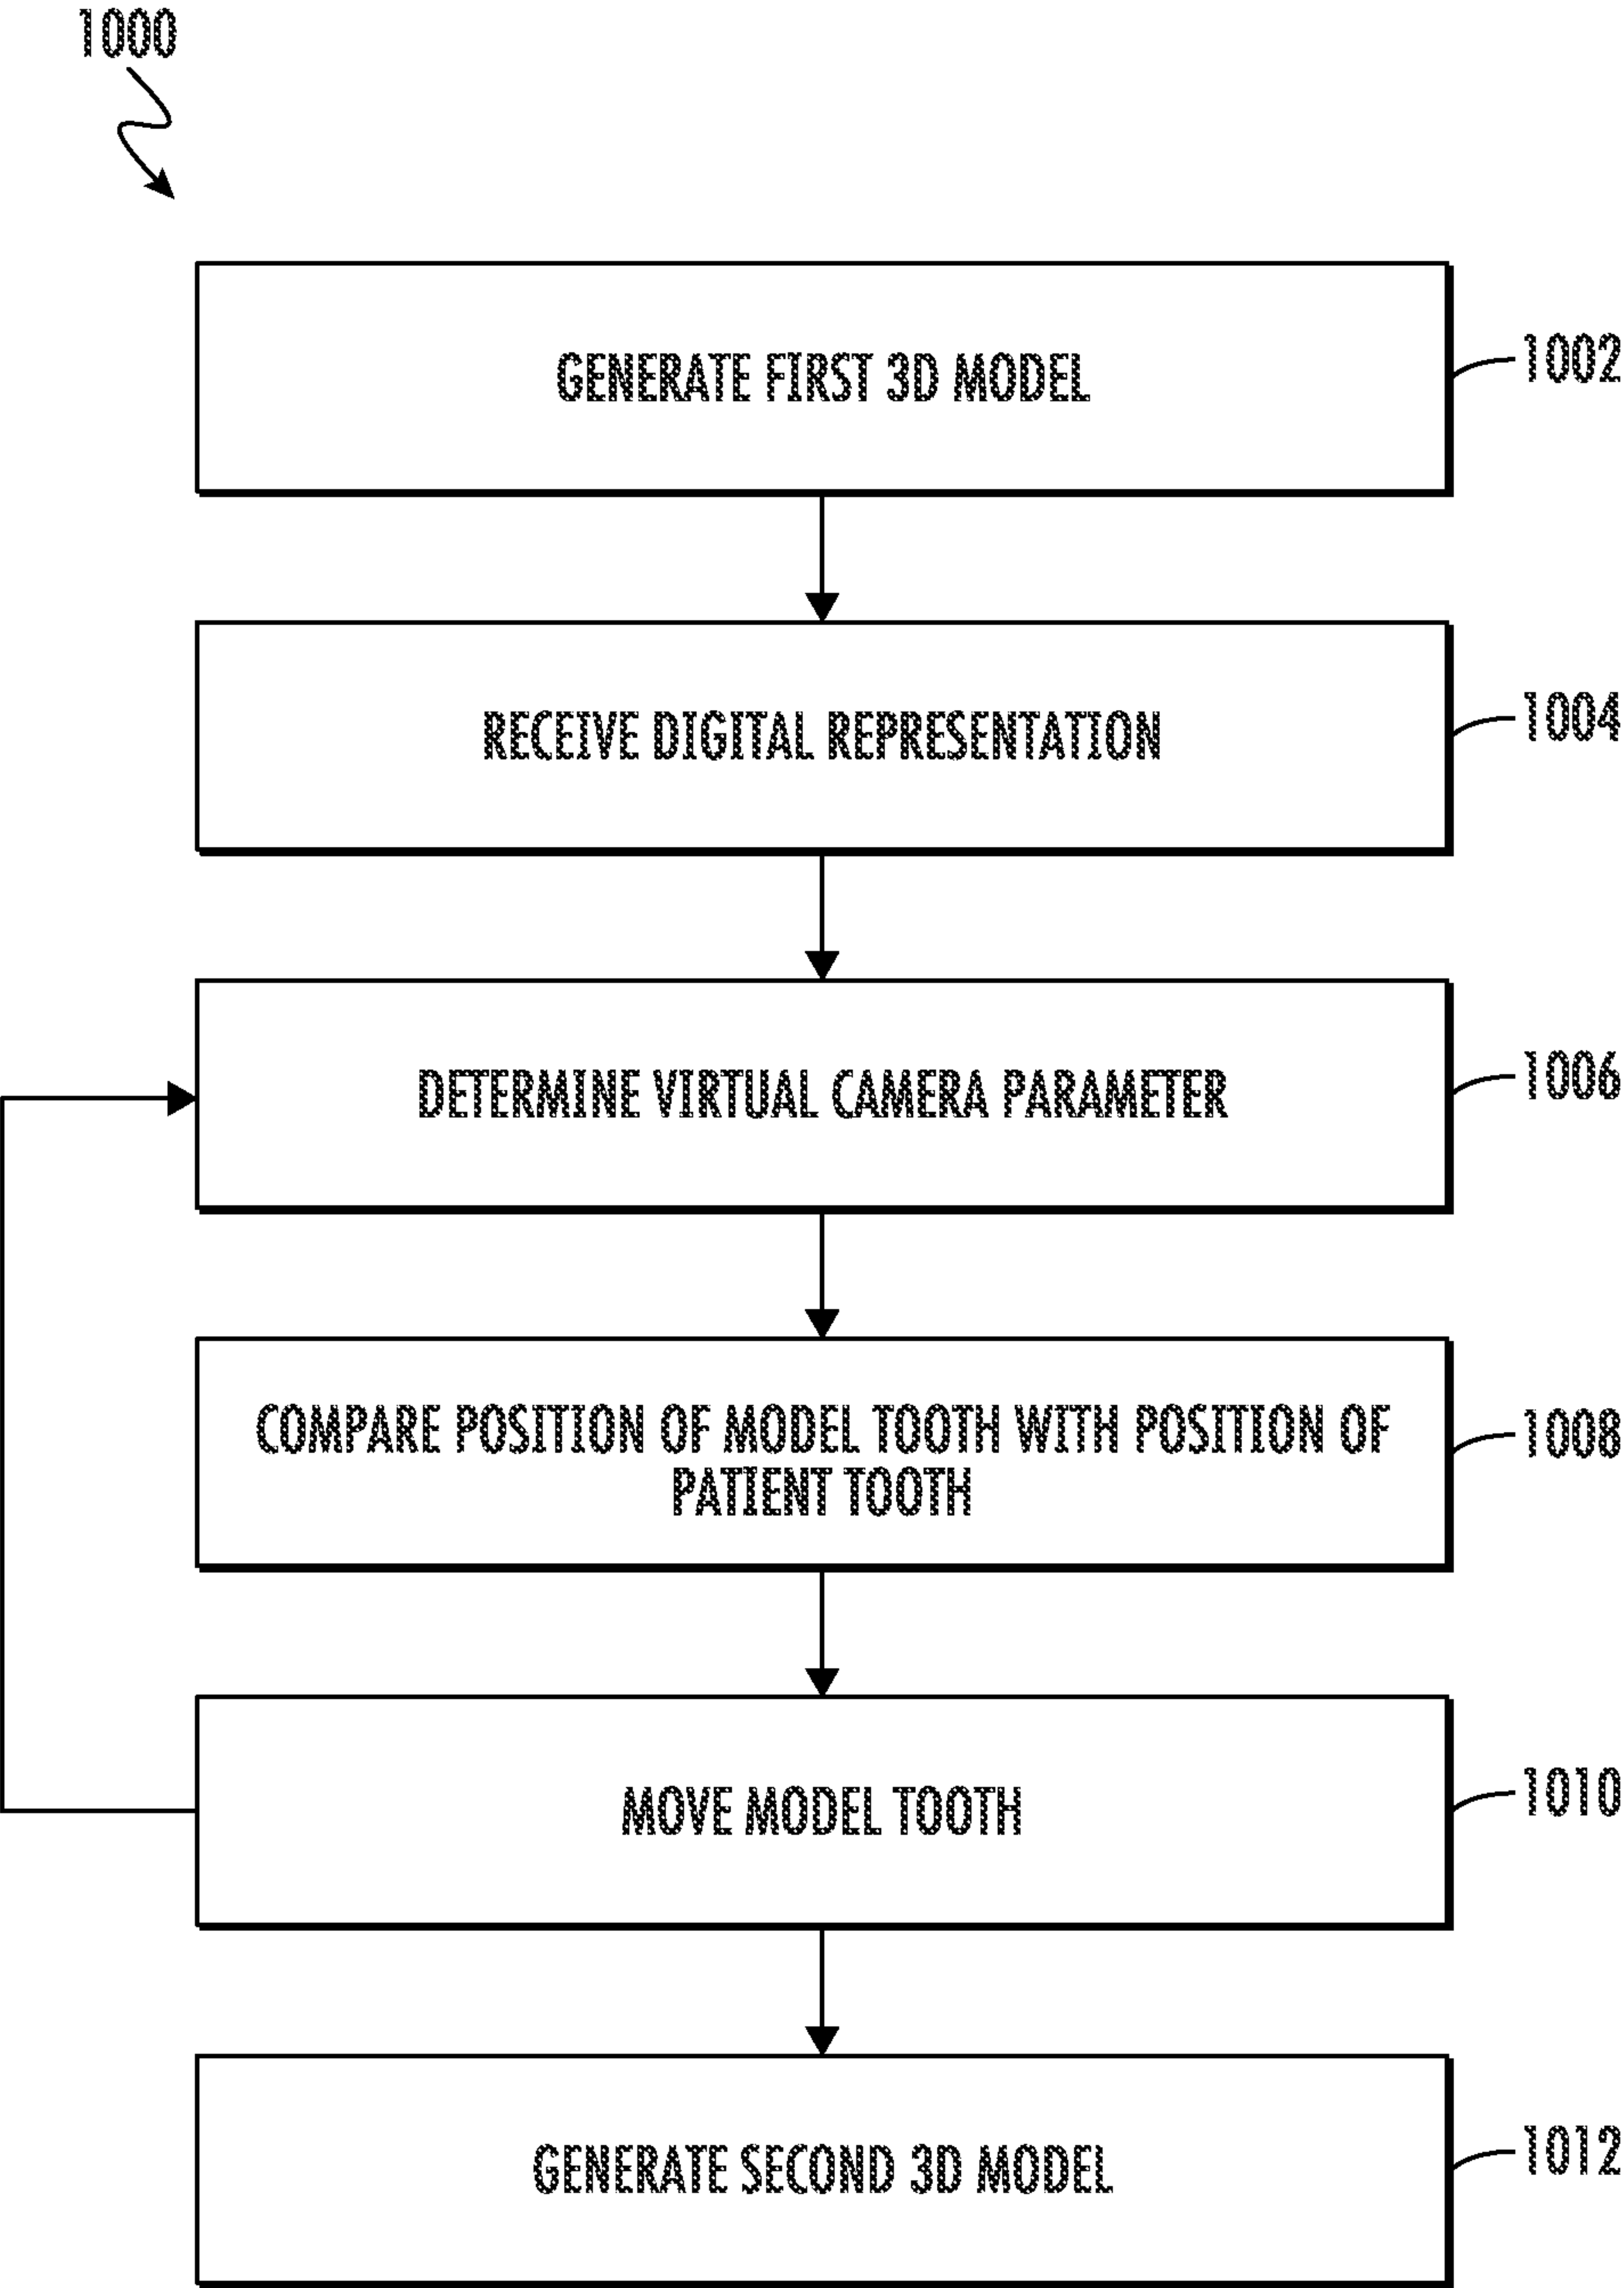 1000
GENERATE FIRST 3D MODEL
1002
RECEIVE DIGITAL REPRESENTATION
1004
DETERMINE VIRTUAL CAMERA PARAMETER
1006
COMPARE POSITION OF MODEL TOOTH WITH POSITION OF
PATIENT TOOTH
1008
MOVE MODEL TOOTH
1010
GENERATE SECOND 3D MODEL
1012